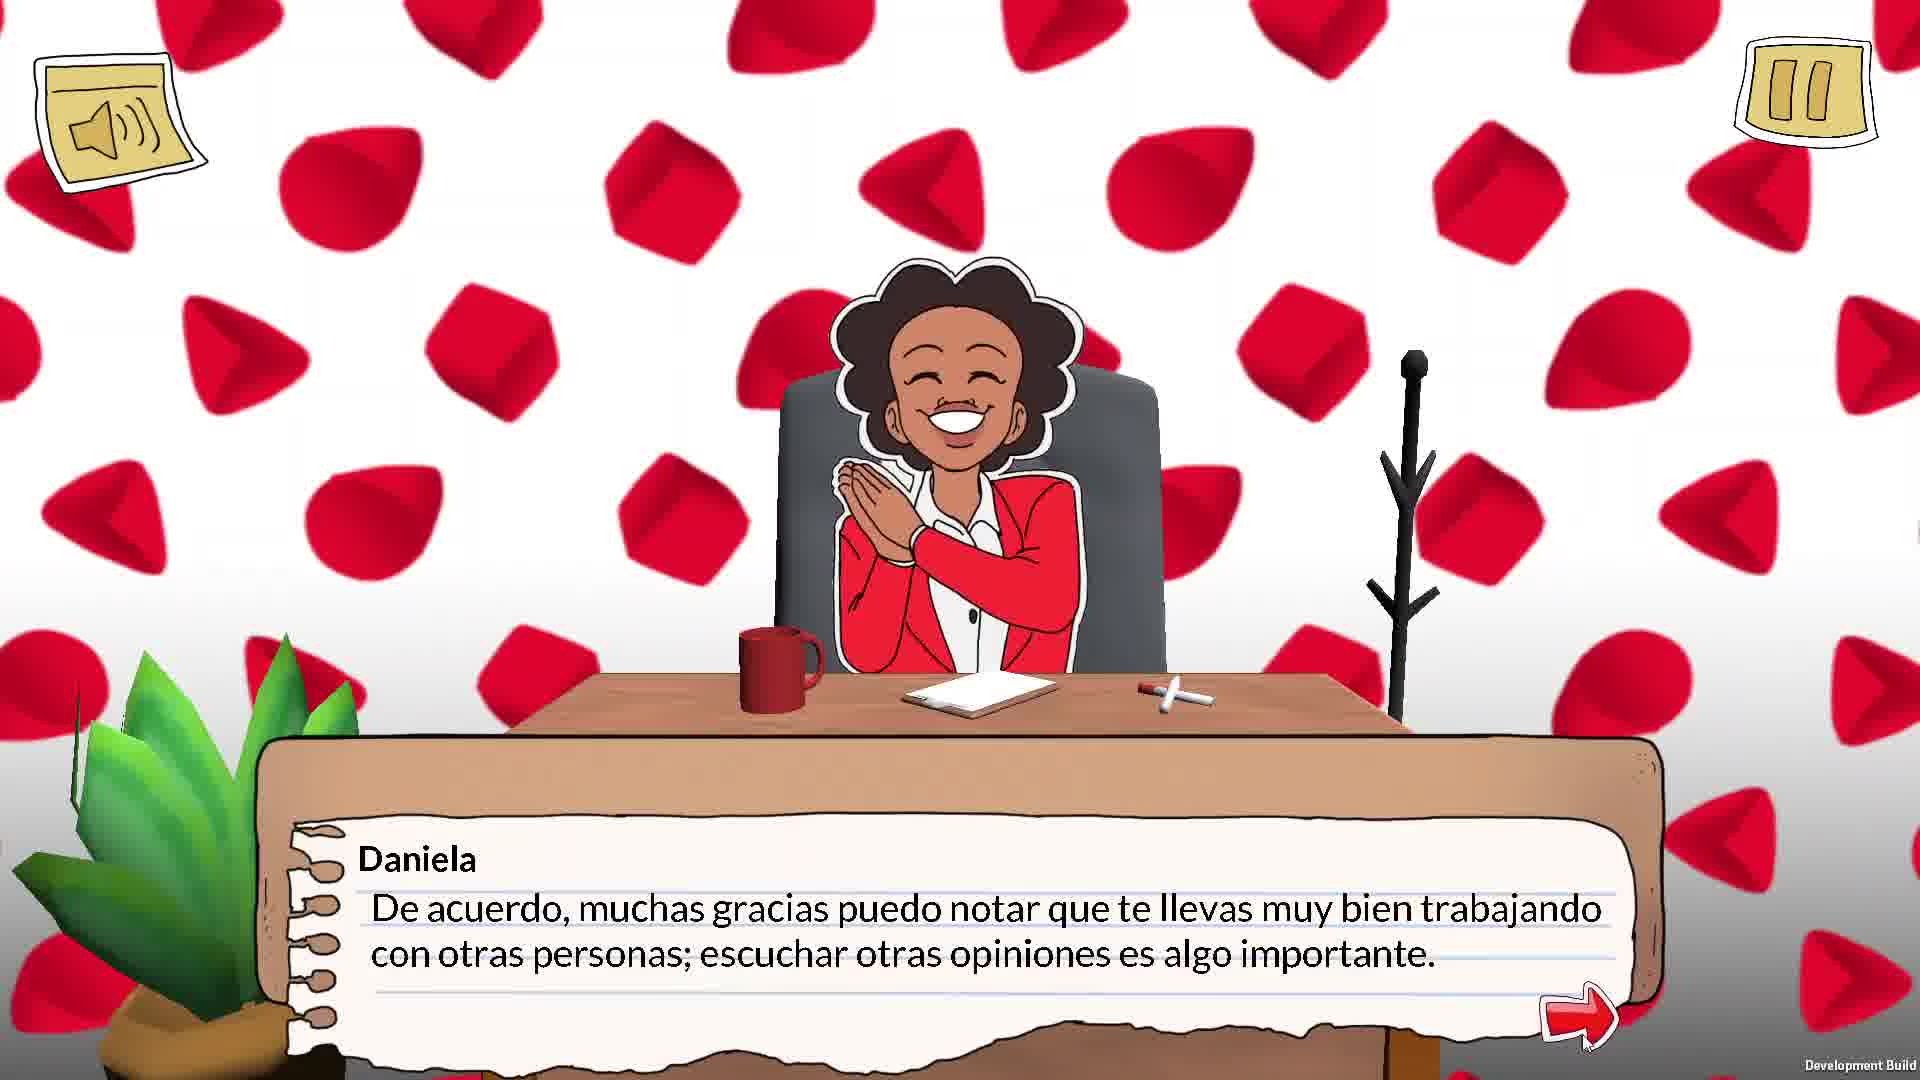 Daniela
De acuerdo, muchas gracias puedo notar que te llevas muy bien trabajando
con otras personas; escuchar otras opiniones es algo importante.
Development Build